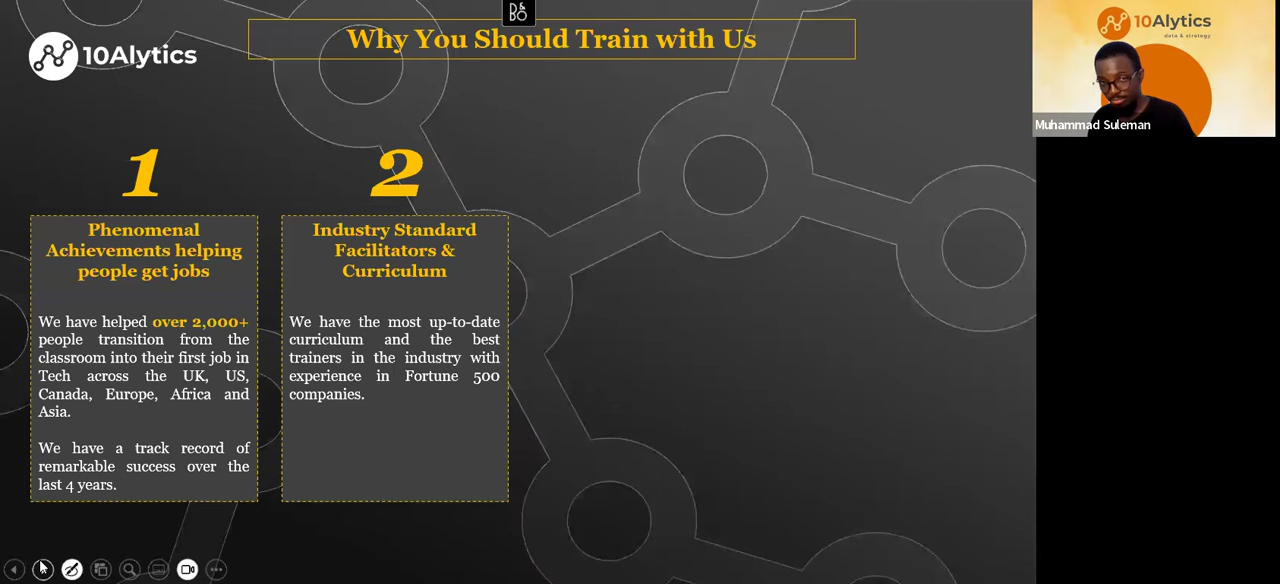 B&O
Why You Should Train with Us
10Alytics
10Alytics
data & strategy
Muhammad Suleman
1
Phenomenal
Achievements helping
people get jobs
We have helped over 2,000+
people transition from the
classroom into their first job in
Tech across the UK, US,
Canada, Europe, Africa and
Asia.
We have a track record of
remarkable success over the
last 4 years.
2
Industry Standard
Facilitators &
Curriculum
We have the most up-to-date
curriculum and the best
trainers in the industry with
experience in Fortune 500
companies.